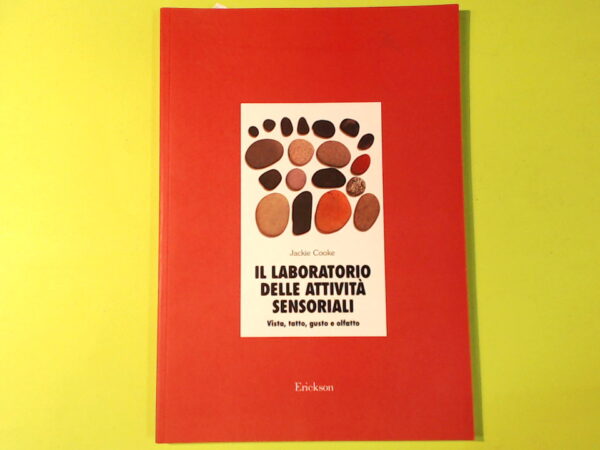 Jackie Cooke
IL LABORATORIO
DELLE ATTIVITÀ
SENSORIALI
Vista, tatto, gusto e olfatto
Erickson